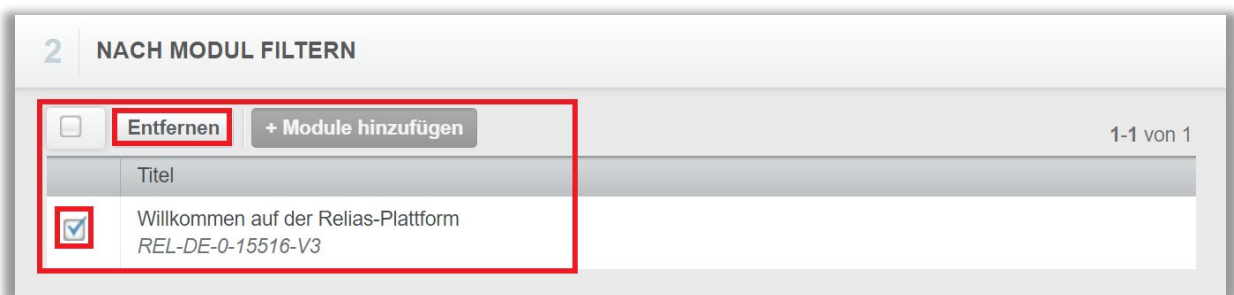 2 NACH MODUL FILTERN
Entfernen + Module hinzufügen 1-1 von 1
Titel
Willkommen auf der Relias-Plattform
REL-DE-0-15516-V3